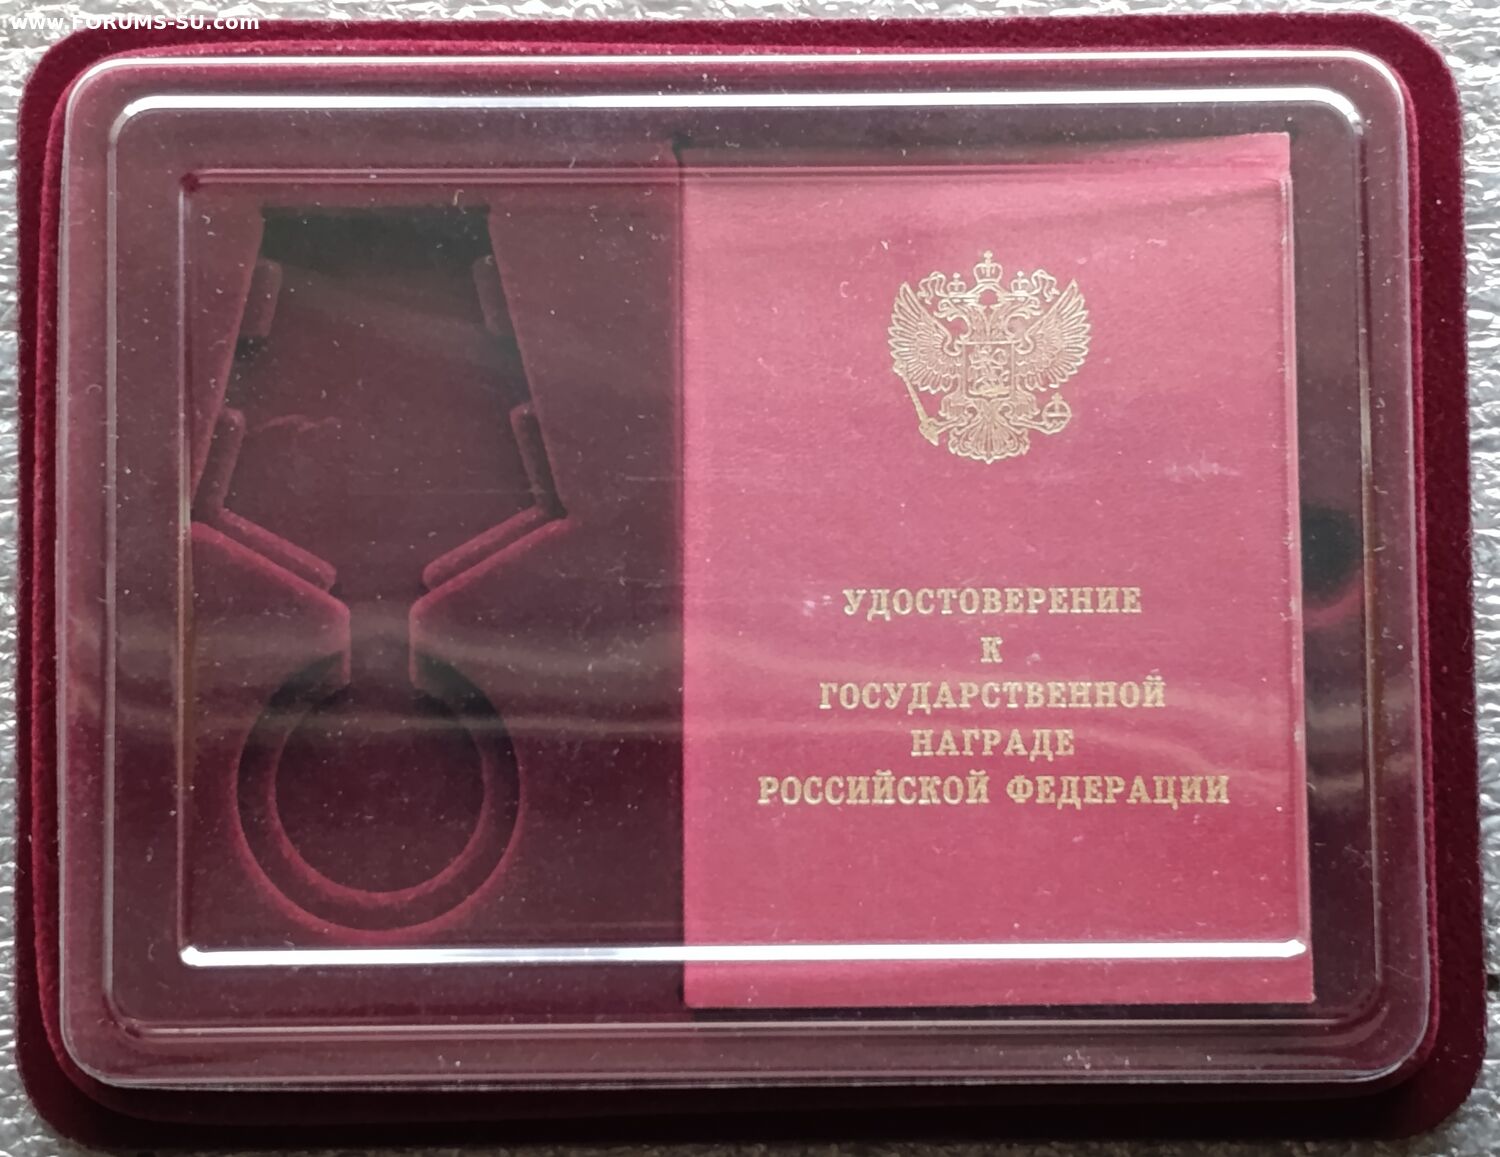 www.FORUMS-SU.com
УДОСТОВЕРЕНИЕ
К
ГОСУДАРСТВЕННОЙ
НАГРАДЕ
РОССИЙСКОЙ ФЕДЕРАЦИИ